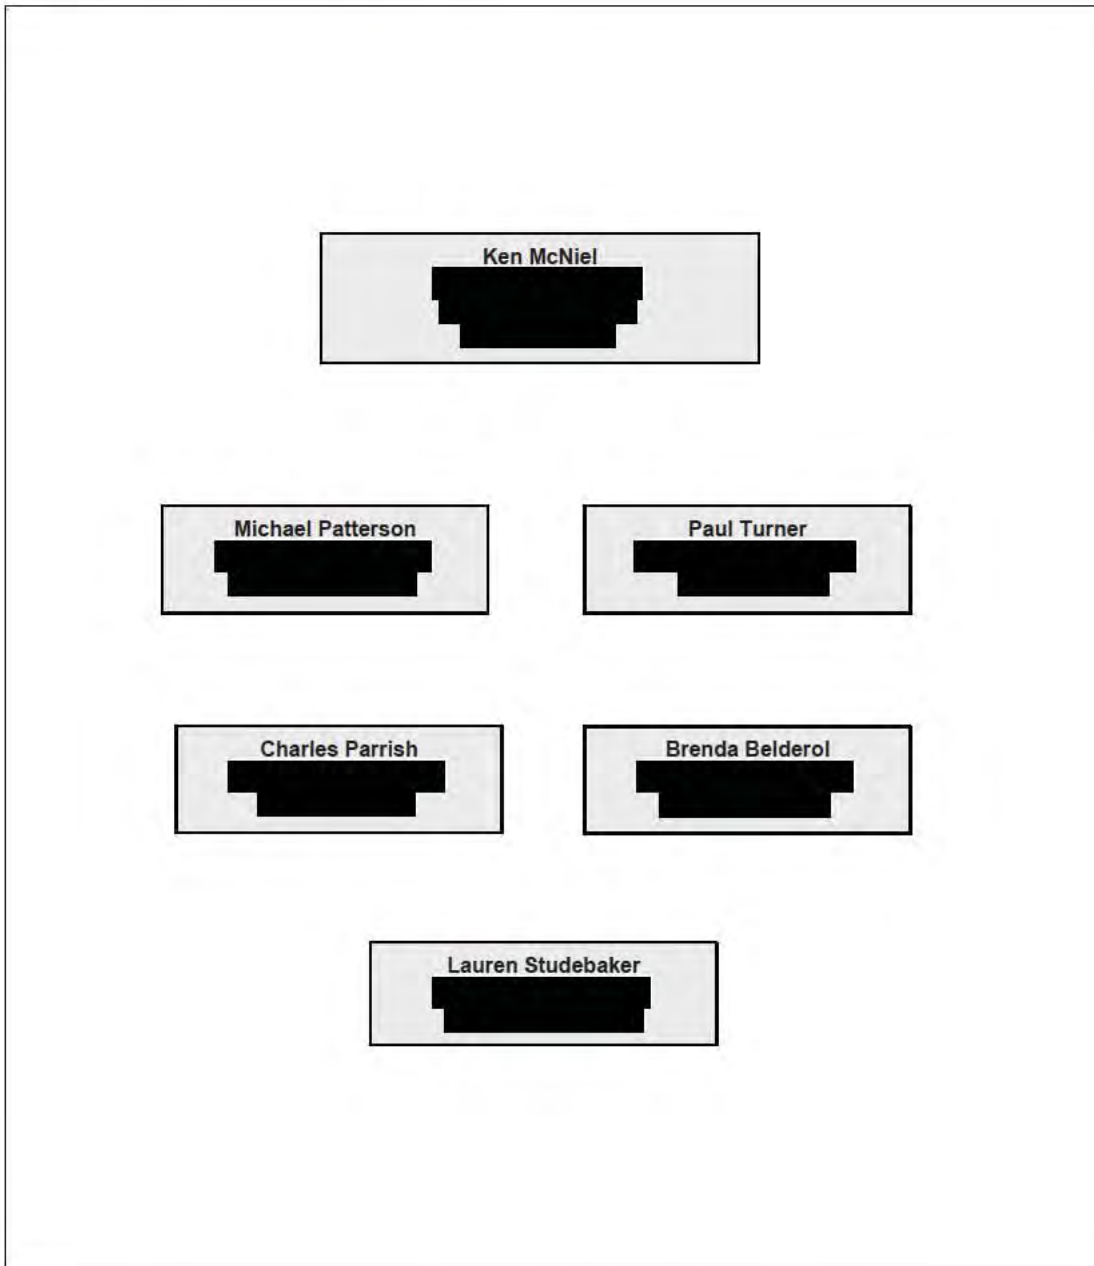 Ken McNiel
Michael Patterson
Paul Turner
Charles Parrish
Brenda Belderol
Lauren Studebaker